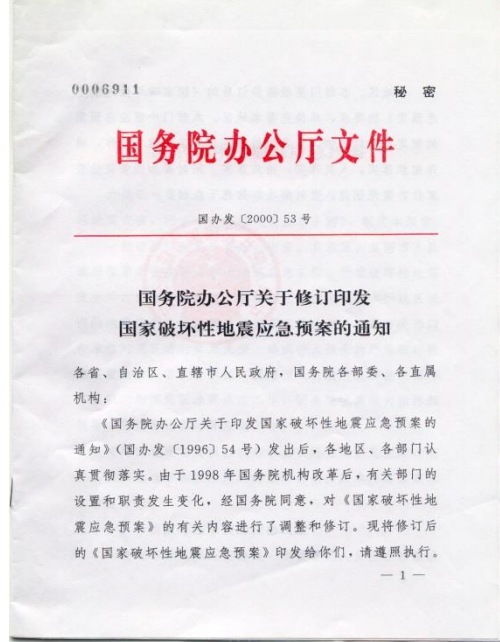 0006911
秘 密
国务院办公厅文件
国办发〔2000〕53 号
国务院办公厅关于修订印发
国家破坏性地震应急预案的通知
各省、自治区、直辖市人民政府，国务院各部委、各直属
机构：
《国务院办公厅关于印发国家破坏性地震应急预案的
通知》（国办发〔1996〕54 号）发出后，各地区、各部门认
真贯彻落实。由于 1998 年国务院机构改革后，有关部门的
设置和职责发生变化，经国务院同意，对《国家破坏性地
震应急预案》的有关内容进行了调整和修订。现将修订后
的《国家破坏性地震应急预案》印发给你们，请遵照执行。
— 1 —